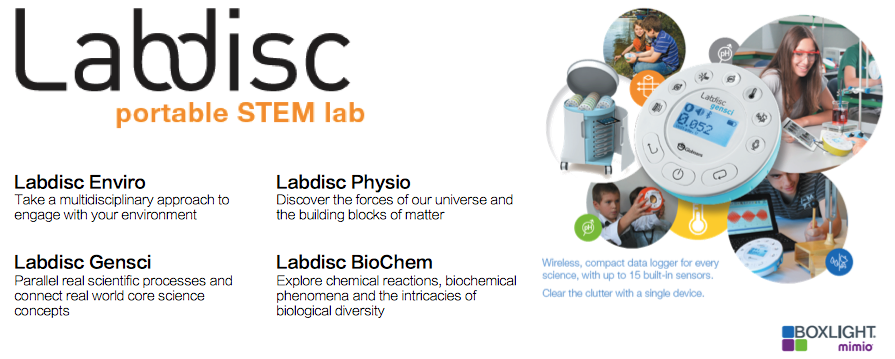 Labdisc
portable STEM lab
Labdisc Enviro
Take a multidisciplinary approach to
engage with your environment
Labdisc Physio
Discover the forces of our universe and
the building blocks of matter
Labdisc Gensci
Parallel real scientific processes and
connect real world core science
concepts
Labdisc BioChem
Explore chemical reactions, biochemical
phenomena and the intricacies of
biological diversity
pH
Labdisc
gensci
0.052
pH
Wireless, compact data logger for every
science, with up to 15 built-in sensors.
Clear the clutter with a single device.
BOXLIGHT
mimio